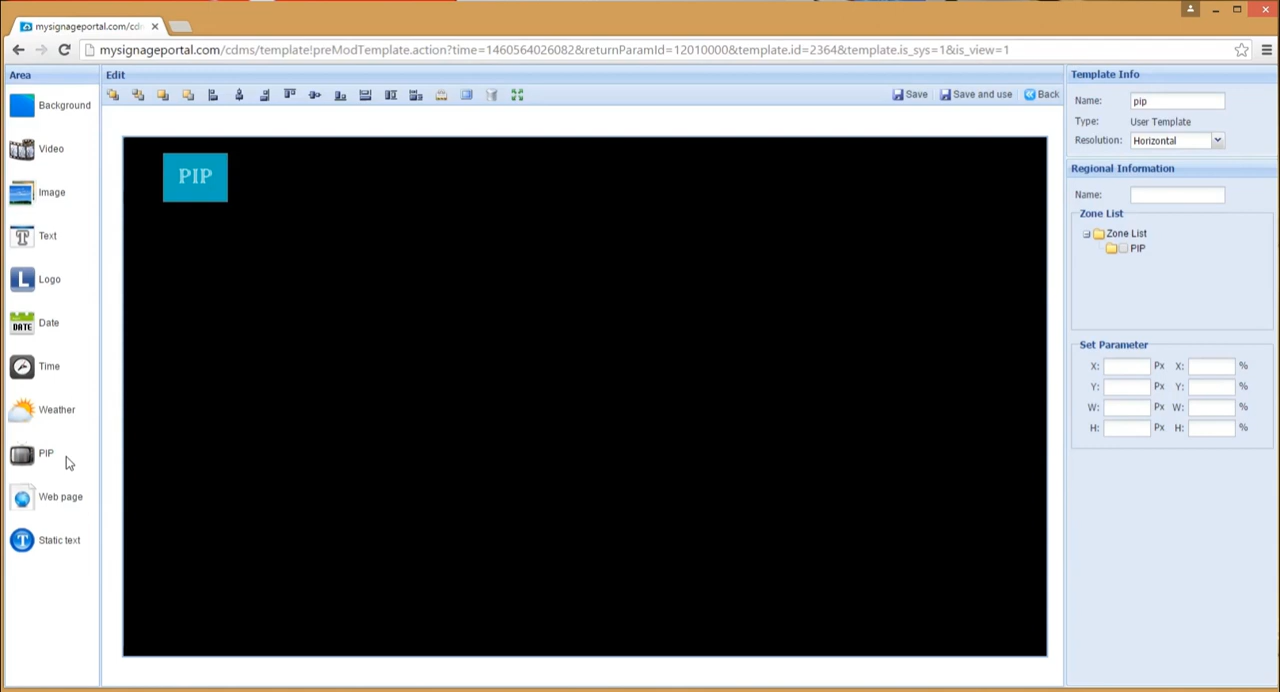 mysignageportal.com/cd
mysignageportal.com/cdms/template!preModTemplate.action?time=1460564026082&returnParamId=12010000&template.id=2364&template.is_sys=1&is_view=1
Area
Edit
Template Info
Background
Video
Image
Text
Logo
DATE
Date
Time
Weather
PIP
Web page
Static text
Save
Save and use
Back
PIP
Name:
pip
Type:
User Template
Resolution:
Horizontal
Regional Information
Name:
Zone List
Zone List
PIP
Set Parameter
X: Px X: %
Y: Px Y: %
W: Px W: %
H: Px H: %